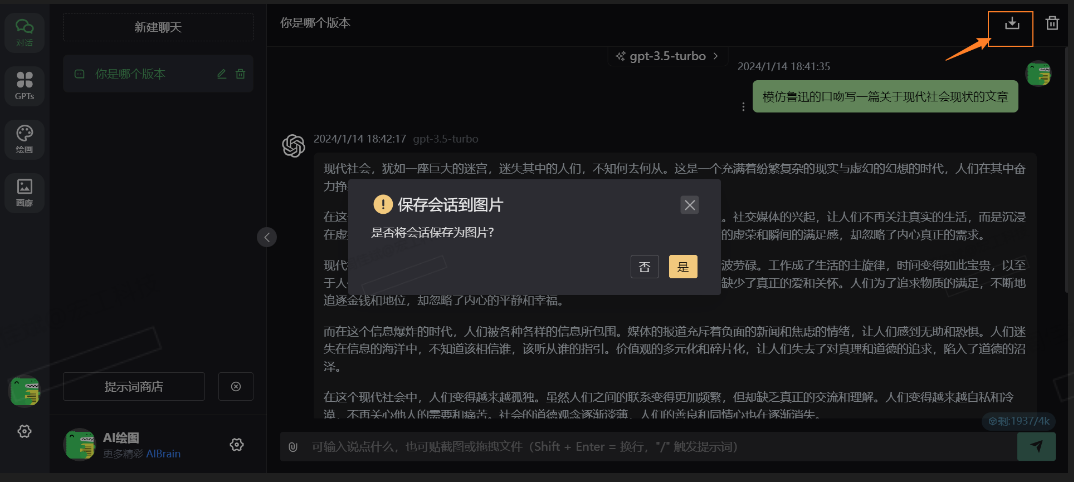 对话
GPTs
绘画
画廊
新建聊天
你是哪个版本
提示词商店
AI绘图
更多精彩 AIBrain
你是哪个版本
gpt-3.5-turbo
2024/1/14 18:41:35
模仿鲁迅的口吻写一篇关于现代社会现状的文章
2024/1/14 18:42:17 gpt-3.5-turbo
现代社会，犹如一座巨大的迷宫，迷失其中的人们，不知何去何从。这是一个充满着纷繁复杂的现实与虚幻的幻想的时代，人们在其中奋
力挣
在这 。社交媒体的兴起，让人们不再关注真实的生活，而是沉浸
在虚 的虚荣和瞬间的满足感，却忽略了内心真正的需求。
现代 波劳碌。工作成了生活的主旋律，时间变得如此宝贵，以至
于人 缺少了真正的爱和关怀。人们为了追求物质的满足，不断地
追逐金钱和地位，却忽略了内心的平静和幸福。
而在这个信息爆炸的时代，人们被各种各样的信息所包围。媒体的报道充斥着负面的新闻和焦虑的情绪，让人们感到无助和恐惧。人们迷
失在信息的海洋中，不知道该相信谁，该听从谁的指引。价值观的多元化和碎片化，让人们失去了对真理和道德的追求，陷入了道德的沼
泽。
在这个现代社会中，人们变得越来越孤独。虽然人们之间的联系变得更加频繁，但却缺乏真正的交流和理解。人们变得越来越自私和冷
漠，不再关心他人的需要和痛苦。社会的道德观念逐渐淡薄，人们的善良和同情心也在逐渐消失。
保存会话到图片
是否将会话保存为图片?
否
是
剩:1937/4k
可输入说点什么，也可贴截图或拖拽文件（Shift + Enter = 换行，"/" 触发提示词）